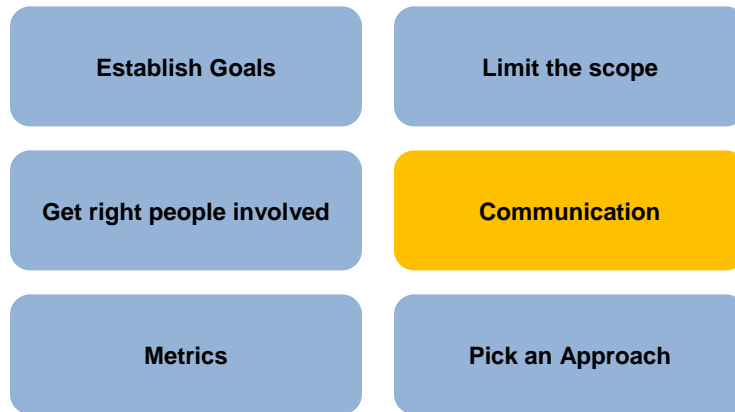 Establish Goals
Limit the scope
Get right people involved
Communication
Metrics
Pick an Approach